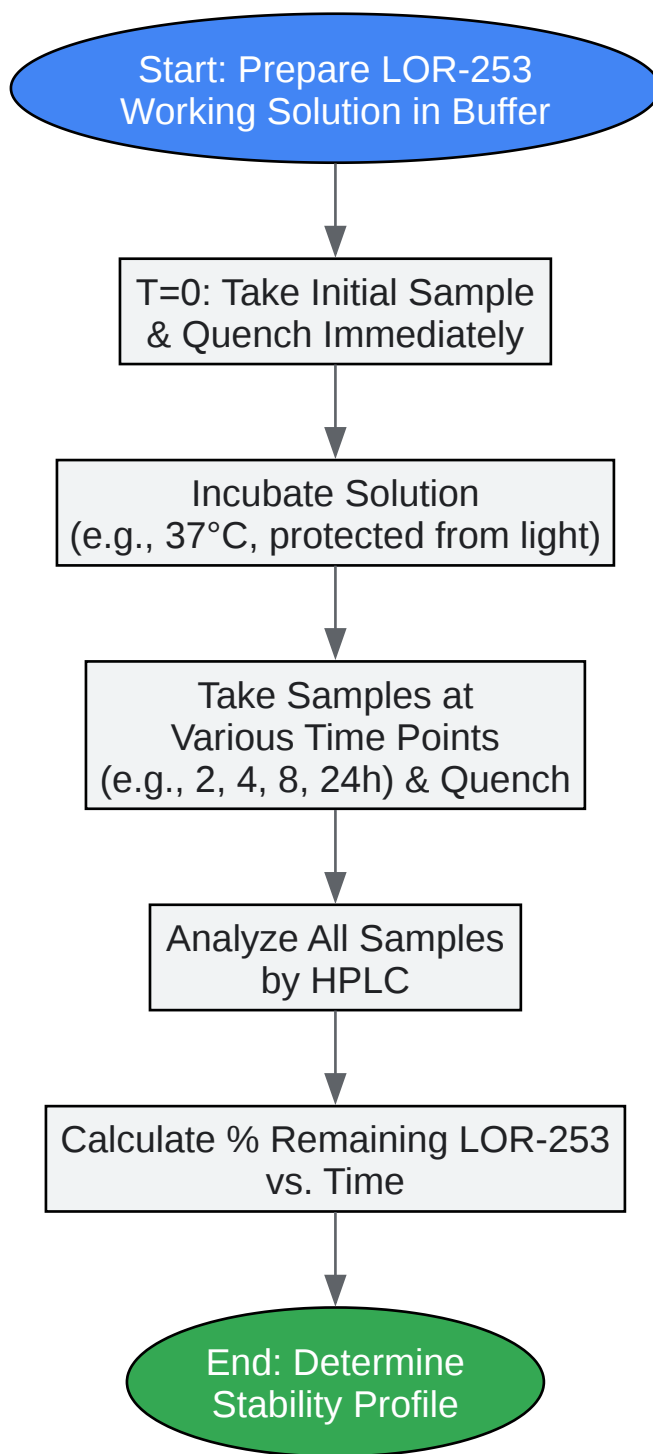 Start: Prepare LOR-253
Working Solution in Buffer
T=0: Take Initial Sample
& Quench Immediately
Incubate Solution
(e.g., 37°C, protected from light)
Take Samples at
Various Time Points
(e.g., 2, 4, 8, 24h) & Quench
Analyze All Samples
by HPLC
Calculate % Remaining LOR-253
vs. Time
End: Determine
Stability Profile